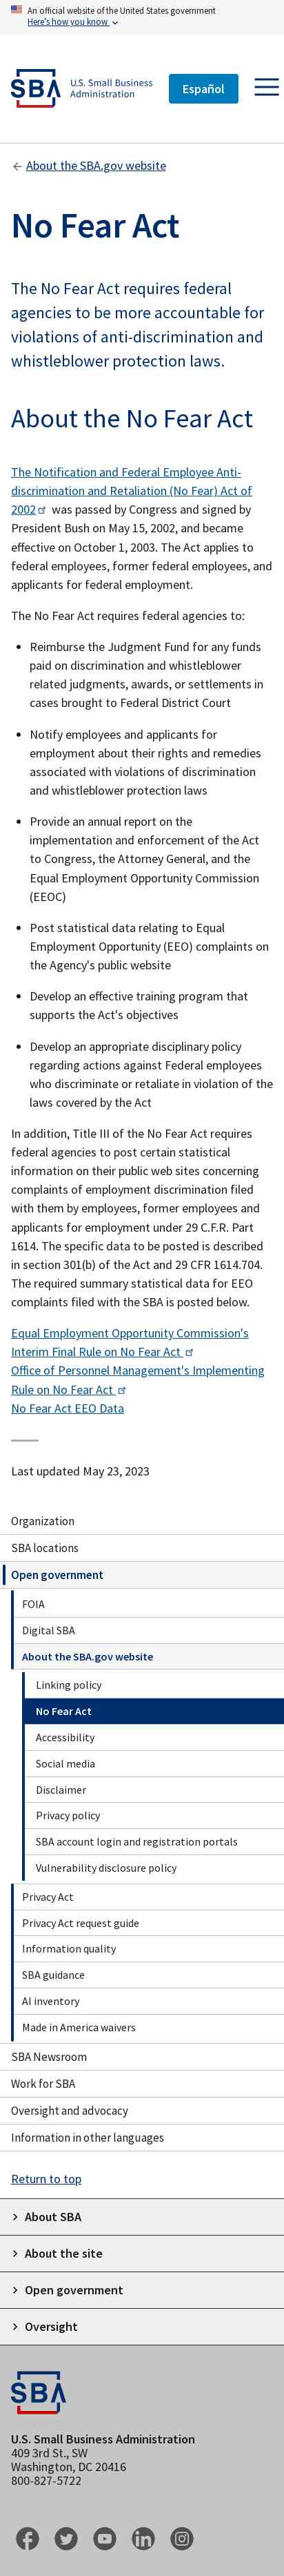 An official website of the United States government
Here's how you know
SBA U.S. Small Business
Administration
Español
About the SBA.gov website
No Fear Act
The No Fear Act requires federal
agencies to be more accountable for
violations of anti-discrimination and
whistleblower protection laws.
About the No Fear Act
The Notification and Federal Employee Anti-
discrimination and Retaliation (No Fear) Act of
2002 was passed by Congress and signed by
President Bush on May 15, 2002, and became
effective on October 1, 2003. The Act applies to
federal employees, former federal employees, and
applicants for federal employment.
The No Fear Act requires federal agencies to:
• Reimburse the Judgment Fund for any funds
paid on discrimination and whistleblower
related judgments, awards, or settlements in
cases brought to Federal District Court
• Notify employees and applicants for
employment about their rights and remedies
associated with violations of discrimination
and whistleblower protection laws
• Provide an annual report on the
implementation and enforcement of the Act
to Congress, the Attorney General, and the
Equal Employment Opportunity Commission
(EEOC)
• Post statistical data relating to Equal
Employment Opportunity (EEO) complaints on
the Agency's public website
• Develop an effective training program that
supports the Act's objectives
• Develop an appropriate disciplinary policy
regarding actions against Federal employees
who discriminate or retaliate in violation of the
laws covered by the Act
In addition, Title III of the No Fear Act requires
federal agencies to post certain statistical
information on their public web sites concerning
complaints of employment discrimination filed
with them by employees, former employees and
applicants for employment under 29 C.F.R. Part
1614. The specific data to be posted is described
in section 301(b) of the Act and 29 CFR 1614.704.
The required summary statistical data for EEO
complaints filed with the SBA is posted below.
Equal Employment Opportunity Commission's
Interim Final Rule on No Fear Act
Office of Personnel Management's Implementing
Rule on No Fear Act
No Fear Act EEO Data
Last updated May 23, 2023
Organization
SBA locations
Open government
FOIA
Digital SBA
About the SBA.gov website
Linking policy
No Fear Act
Accessibility
Social media
Disclaimer
Privacy policy
SBA account login and registration portals
Vulnerability disclosure policy
Privacy Act
Privacy Act request guide
Information quality
SBA guidance
AI inventory
Made in America waivers
SBA Newsroom
Work for SBA
Oversight and advocacy
Information in other languages
Return to top
About SBA
About the site
Open government
Oversight
SBA
U.S. Small Business Administration
409 3rd St., SW
Washington, DC 20416
800-827-5722